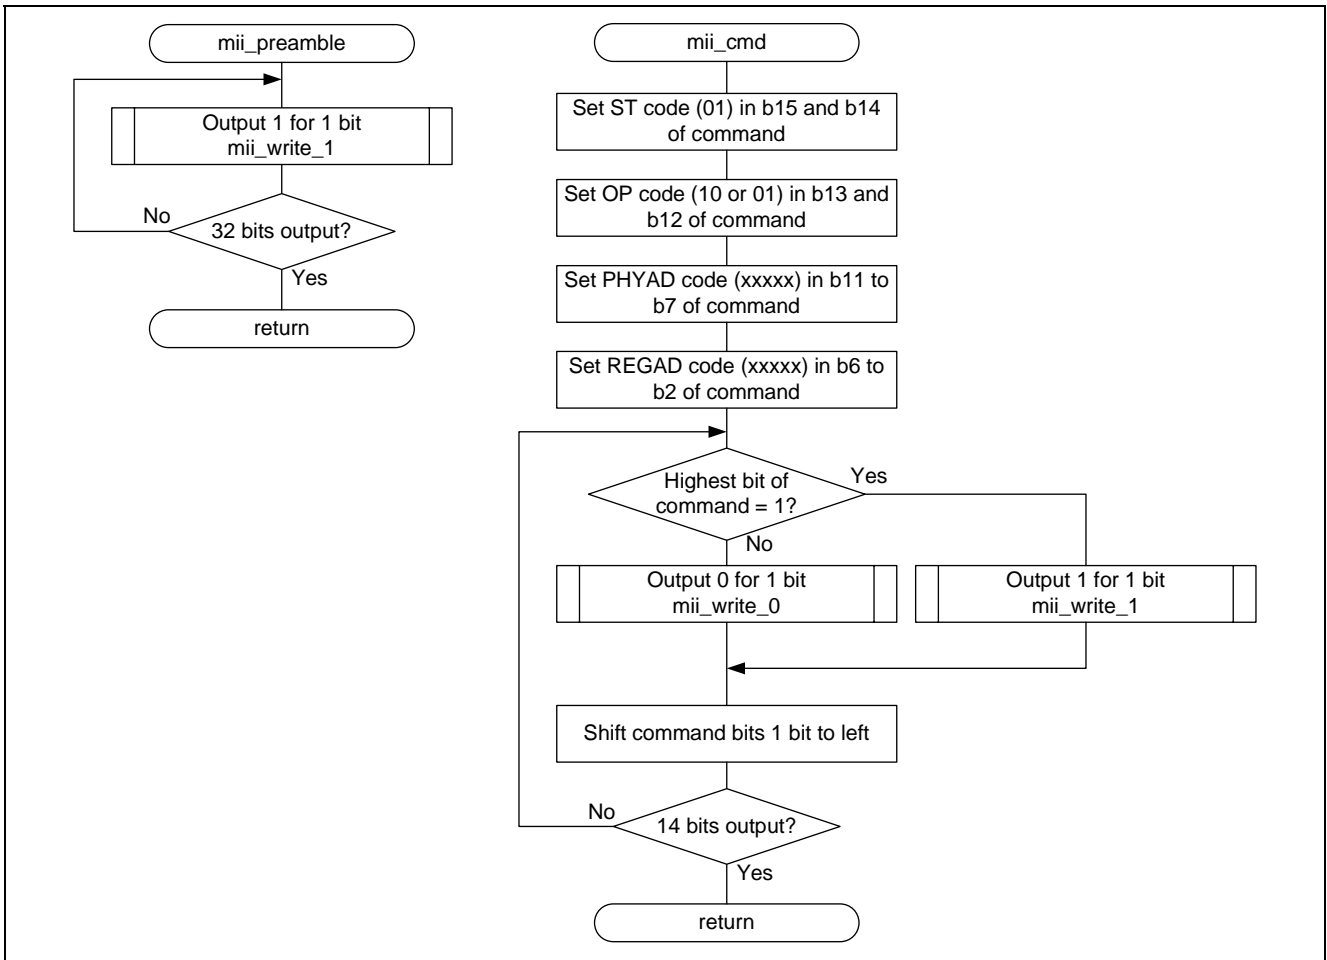 mii_preamble
Output 1 for 1 bit
mii_write_1
No
32 bits output?
Yes
return
mii_cmd
Set ST code (01) in b15 and b14
of command
Set OP code (10 or 01) in b13 and
b12 of command
Set PHYAD code (xxxxx) in b11 to
b7 of command
Set REGAD code (xxxxx) in b6 to
b2 of command
Highest bit of
command = 1?
Yes
No
Output 0 for 1 bit
mii_write_0
Output 1 for 1 bit
mii_write_1
Shift command bits 1 bit to left
No
14 bits output?
Yes
return